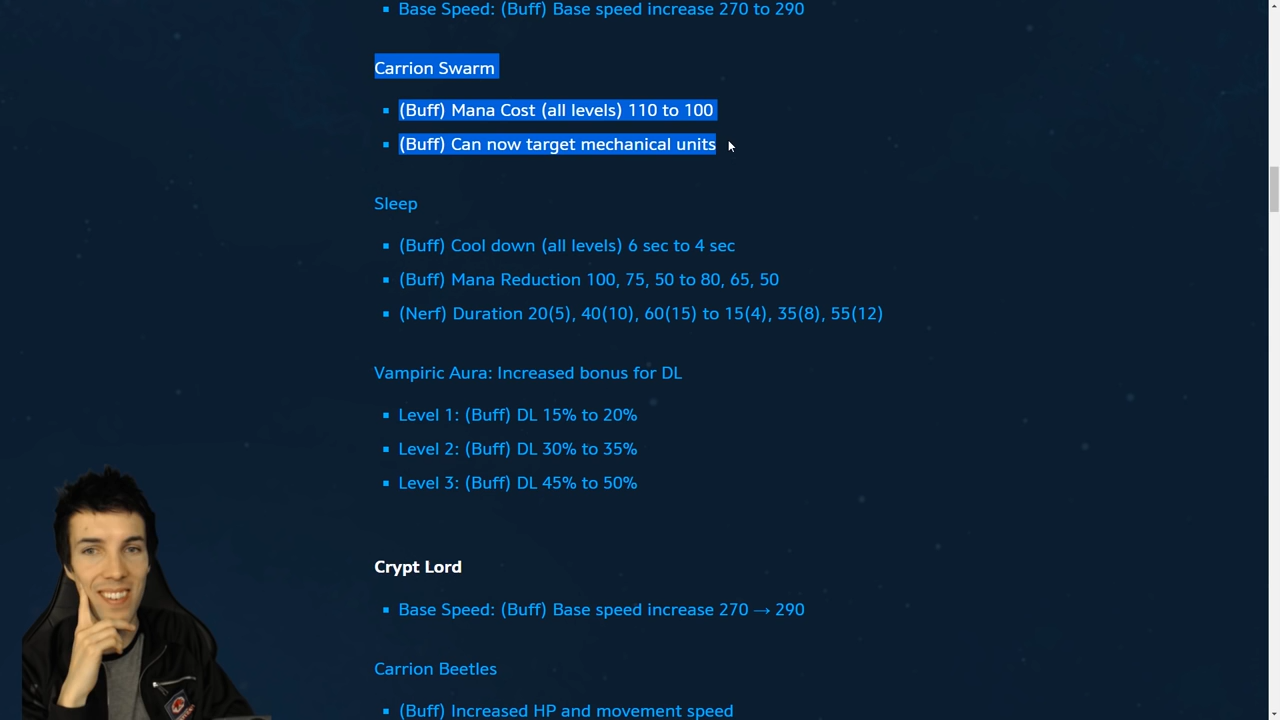 Base Speed: (Buff) Base speed increase 270 to 290
Carrion Swarm
(Buff) Mana Cost (all levels) 110 to 100
(Buff) Can now target mechanical units
Sleep
(Buff) Cool down (all levels) 6 sec to 4 sec
(Buff) Mana Reduction 100, 75, 50 to 80, 65, 50
(Nerf) Duration 20(5), 40(10), 60(15) to 15(4), 35(8), 55(12)
Vampiric Aura: Increased bonus for DL
Level 1: (Buff) DL 15% to 20%
Level 2: (Buff) DL 30% to 35%
Level 3: (Buff) DL 45% to 50%
Crypt Lord
Base Speed: (Buff) Base speed increase 270 → 290
Carrion Beetles
(Buff) Increased HP and movement speed